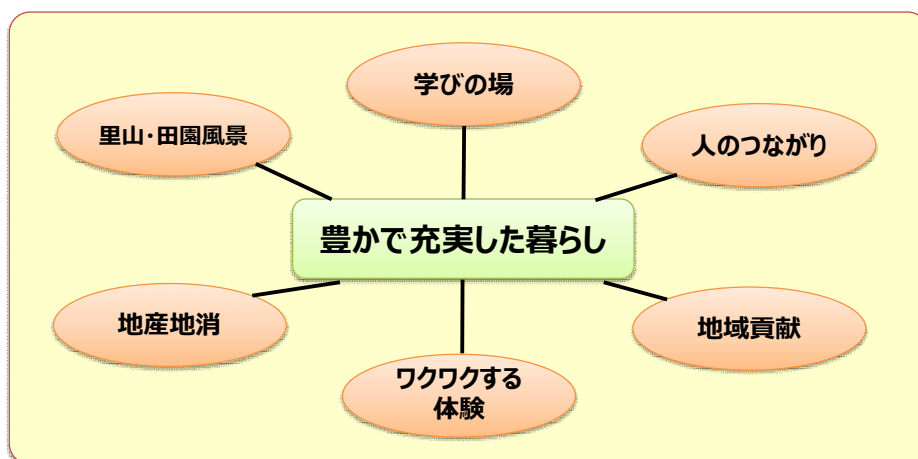 学びの場
里山・田園風景
人のつながり
豊かで充実した暮らし
地産地消
地域貢献
ワクワクする
体験